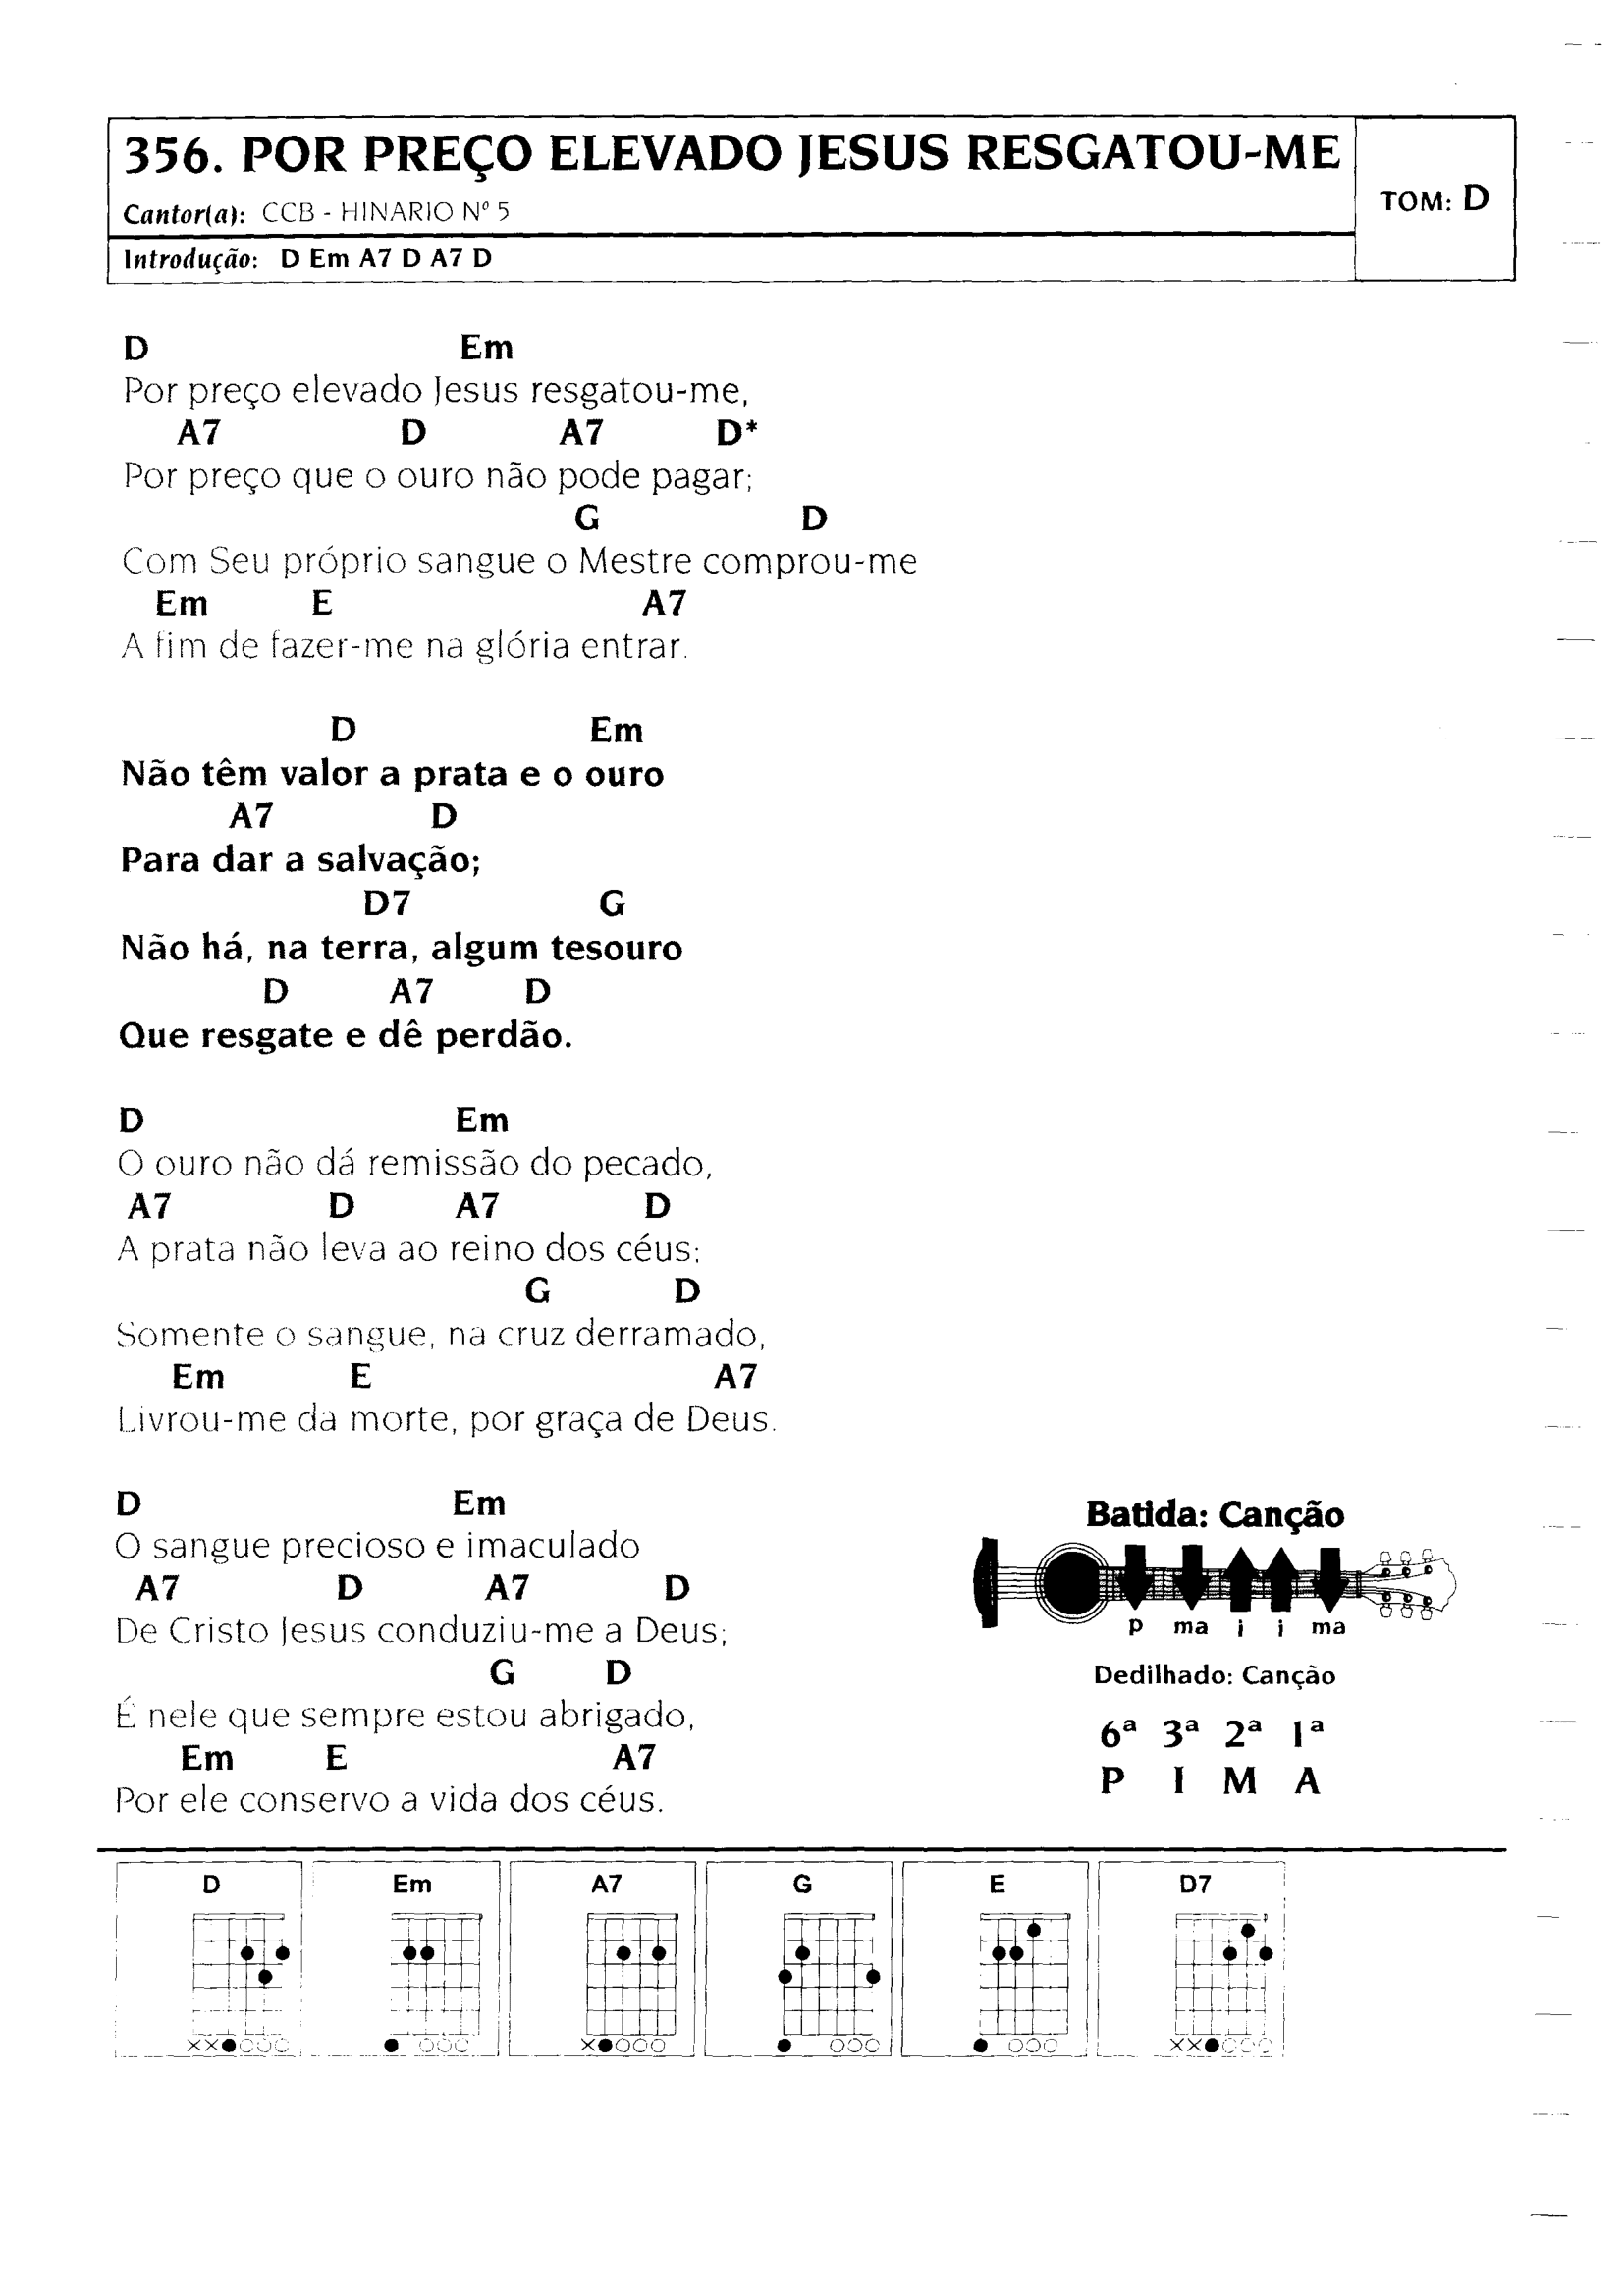 356. POR PREÇO ELEVADO JESUS RESGATOU-ME
Cantor(a): CCB - HINARIO Nº 5
TOM: D
Introdução: D Em A7 D A7 D
D Em
Por preço elevado Jesus resgatou-me,
A7 D A7 D*
Por preço que o ouro não pode pagar;
G D
Com Seu próprio sangue o Mestre comprou-me
Em E A7
A fim de fazer-me na glória entrar.
D Em
Não têm valor a prata e o ouro
A7 D
Para dar a salvação;
D7 G
Não há, na terra, algum tesouro
D A7 D
Que resgate e dê perdão.
D Em
O ouro não dá remissão do pecado,
A7 D A7 D
A prata não leva ao reino dos céus;
G D
Somente o sangue, na cruz derramado,
Em E A7
Livrou-me da morte, por graça de Deus.
D Em
O sangue precioso e imaculado
A7 D A7 D
De Cristo Jesus conduziu-me a Deus;
G D
É nele que sempre estou abrigado,
Em E A7
Por ele conservo a vida dos céus.
Batida: Canção
p ma i i ma
Dedilhado: Canção
6ª 3ª 2ª 1ª
P I M A
D Em A7 G E D7